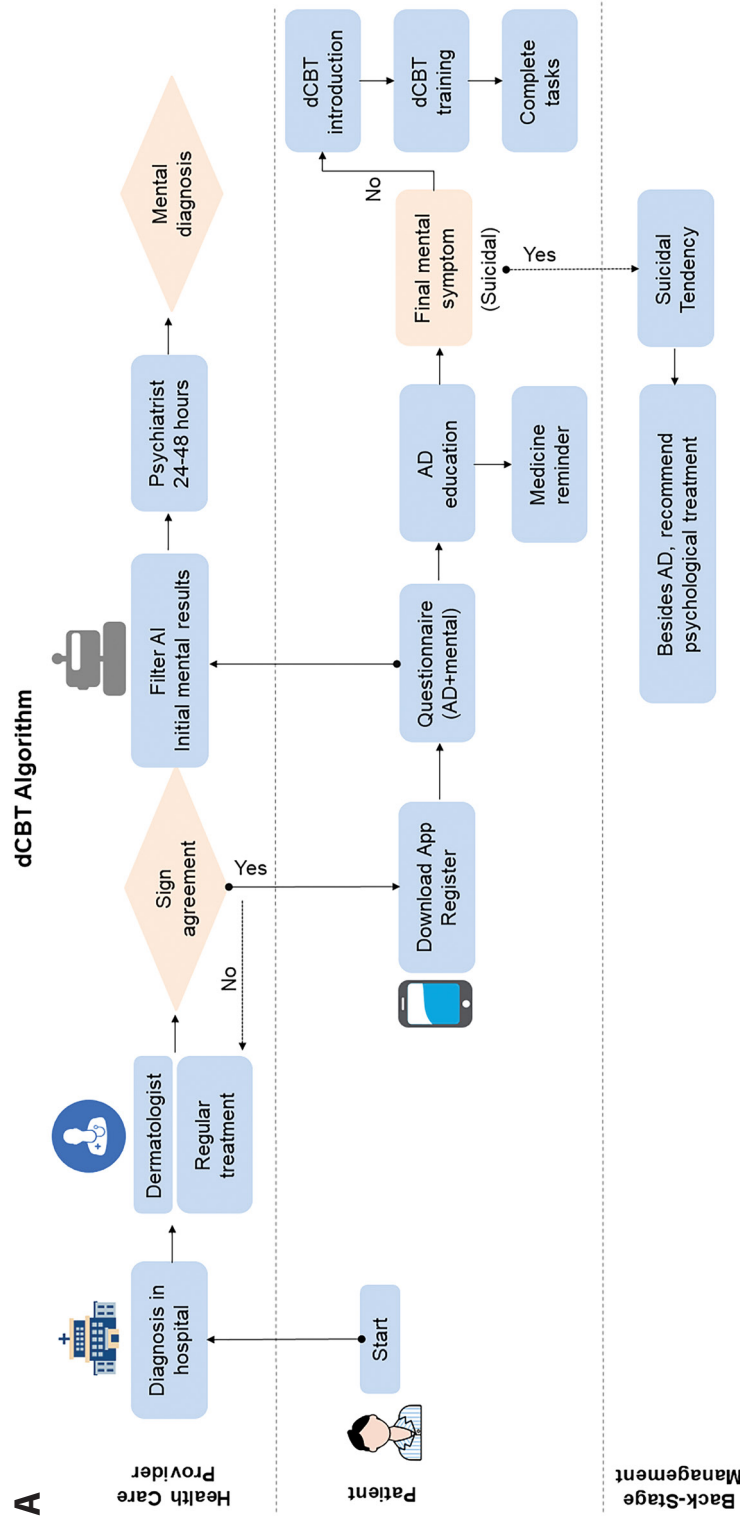 A
dCBT Algorithm
Health Care
Provider
Diagnosis in
hospital
Dermatologist
Regular
treatment
Sign
agreement
No
Yes
Filter AI
Initial mental results
Psychiatrist
24-48 hours
Mental
diagnosis
Patient
Start
Download App
Register
Questionnaire
(AD+mental)
AD
education
Medicine
reminder
Final mental
symptom
(Suicidal)
No
Yes
dCBT
introduction
dCBT
training
Complete
tasks
Back-Stage
Management
Suicidal
Tendency
Besides AD, recommend
psychological treatment